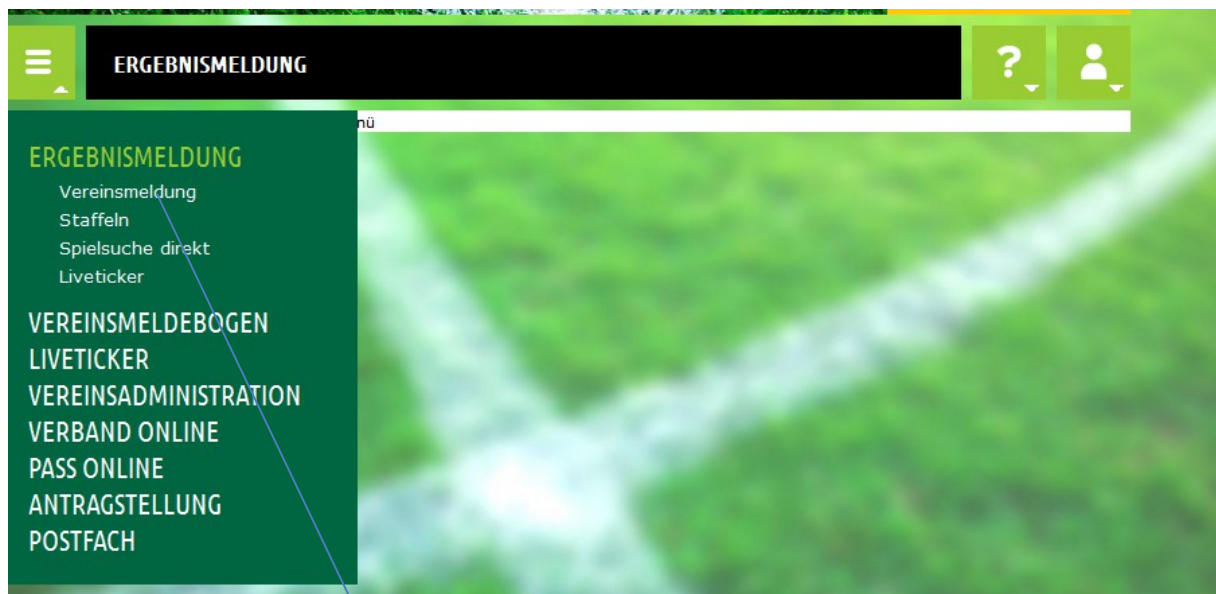 ERGEBNISMELDUNG
?
nü
ERGEBNISMELDUNG
Vereinsmeldung
Staffeln
Spielsuche direkt
Liveticker
VEREINSMELDEBOGEN
LIVETICKER
VEREINSADMINISTRATION
VERBAND ONLINE
PASS ONLINE
ANTRAGSTELLUNG
POSTFACH